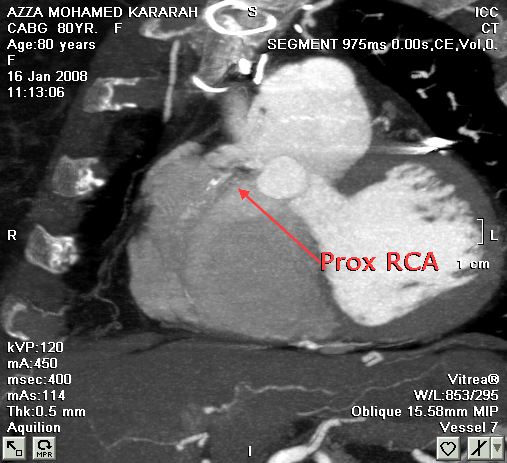 AZZA MOHAMED KARARAH
CABG 80YR. F
Age:80 years
F
16 Jan 2008
11:13:06
S
ICC
CT
SEGMENT 975ms 0.00s,CE,Vol,0.
R
L
Prox RCA
1 cm
kVP:120
mA:450
msec:400
mAs:114
Thk:0.5 mm
Aquilion
Vitrea®
W/L:853/295
Oblique 15.58mm MIP
Vessel 7
MPR
I